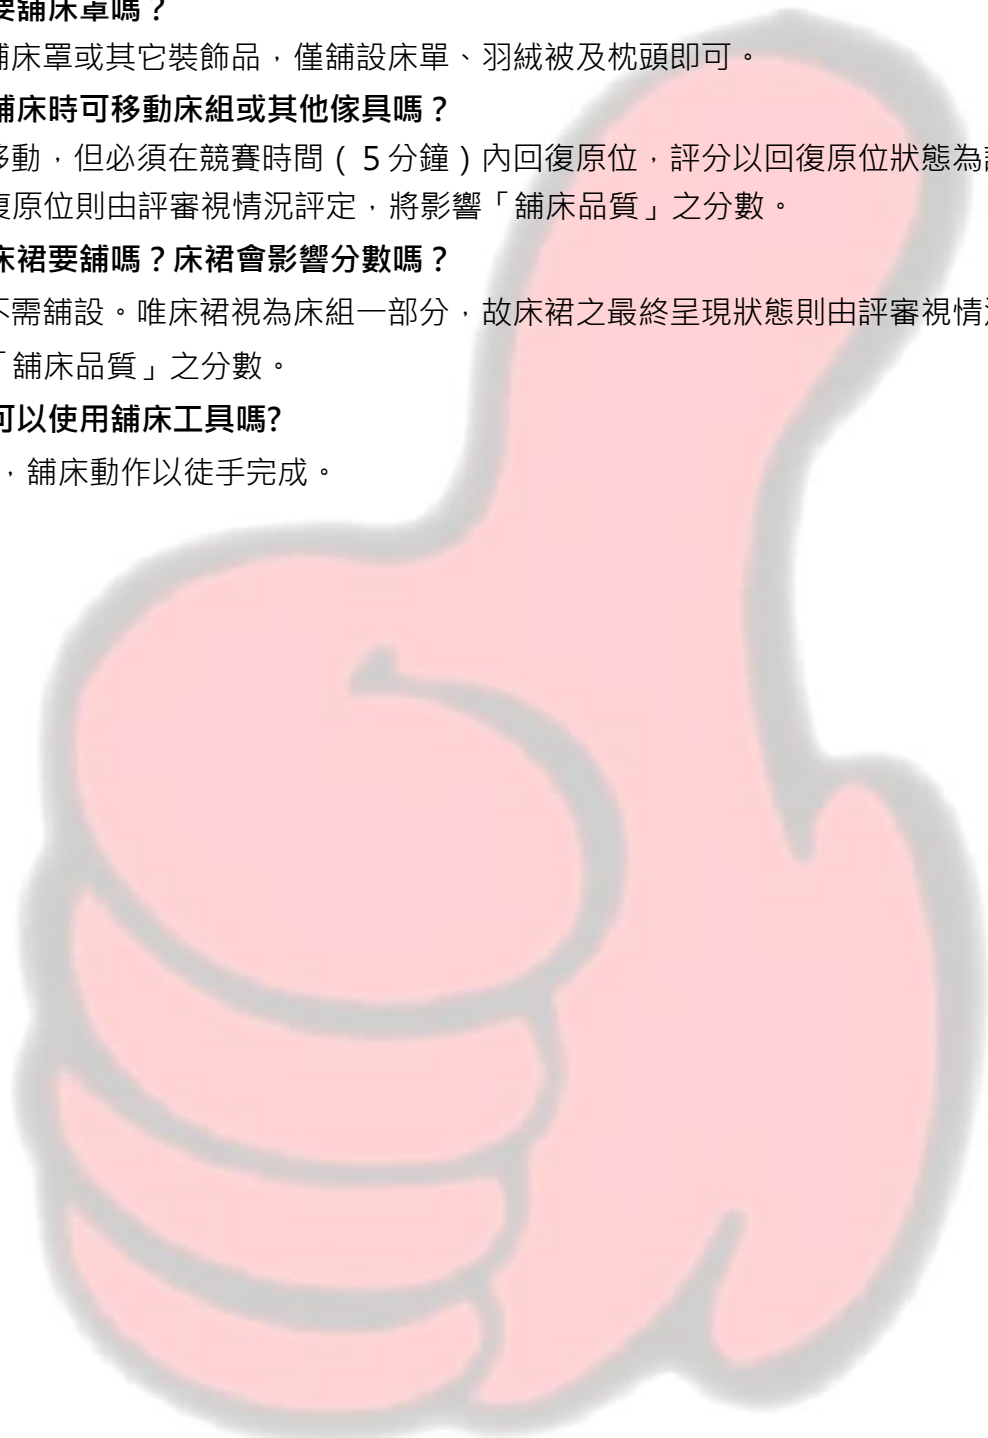 要舖床罩嗎？
舖床罩或其它裝飾品，僅舖設床單、羽絨被及枕頭即可。
舖床時可移動床組或其他傢具嗎？
移動，但必須在競賽時間（5分鐘）內回復原位，評分以回復原位狀態為
復原位則由評審視情況評定，將影響「舖床品質」之分數。
床裙要舖嗎？床裙會影響分數嗎？
不需舖設。唯床裙視為床組一部分，故床裙之最終呈現狀態則由評審視情
「舖床品質」之分數。
可以使用舖床工具嗎?
，舖床動作以徒手完成。